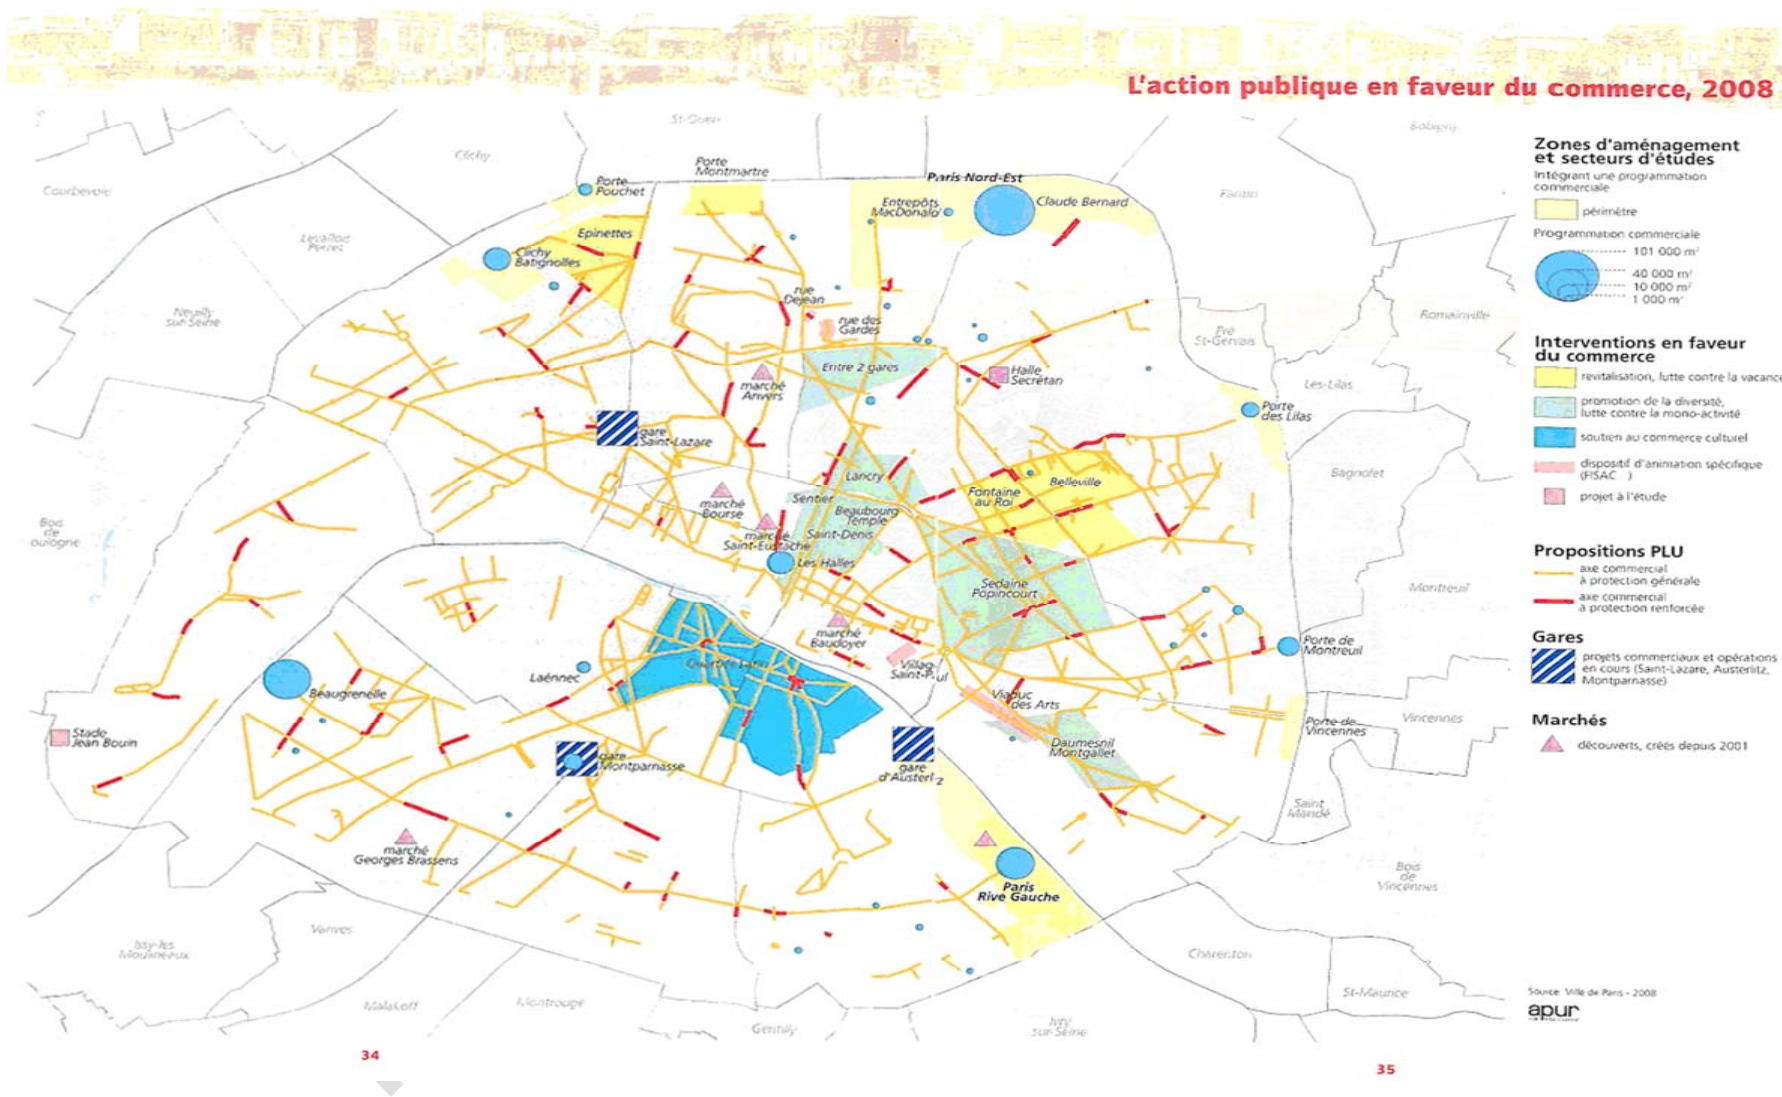 L'action publique en faveur du commerce, 2008
St-Ouen
Bobigny
Clichy
Courbevoie
Porte
Montmartre
Porte
Pouchet
Paris Nord-Est
Pantin
Entrepôts
MacDonald
Claude Bernard
Levallois
Perret
Epinettes
Clichy
Batignolles
Neuilly
sur-Seine
rue
Dejean
rue des
Gardes
Romainville
Pré
St-Gervais
Entre 2 gares
Halle
Secrétan
Les-Lilas
marché
Anvers
Porte
des Lilas
gare
Saint-Lazare
Bagnolet
Lancry
Belleville
Fontaine
au Roi
Sentier
marché
Bourse
Beaubourg
Temple
Bois
de
oulogne
marché
Saint-Eustache
Saint-Denis
Les Halles
Sedaine
Popincourt
Montreuil
marché
Baudoyer
Porte de
Montreuil
Quartier Latin
Laënnec
Village
Saint-Paul
Beaugrenelle
Viaduc
des Arts
Porte de
Vincennes
Vincennes
Stade
Jean Bouin
Daumesnil
Montgallet
gare
Montparnasse
gare
d'Austerlitz
Saint
Mandé
marché
Georges Brassens
Bois
de
Vincennes
Paris
Rive Gauche
Vanves
Issy-les
Moulineaux
Charenton
St-Maurice
Malakoff
Montrouge
Gentilly
Ivry
sur-Seine
Zones d'aménagement
et secteurs d'études
Intégrant une programmation
commerciale
périmètre
Programmation commerciale
101 000 m²
40 000 m²
10 000 m²
1 000 m²
Interventions en faveur
du commerce
revitalisation, lutte contre la vacance
promotion de la diversité,
lutte contre la mono-activité
soutien au commerce culturel
dispositif d'animation spécifique
(FISAC )
projet à l'étude
Propositions PLU
axe commercial
à protection générale
axe commercial
à protection renforcée
Gares
projets commerciaux et opérations
en cours (Saint-Lazare, Austerlitz,
Montparnasse)
Marchés
découverts, créés depuis 2001
Source: Ville de Paris - 2008
apur
34
35